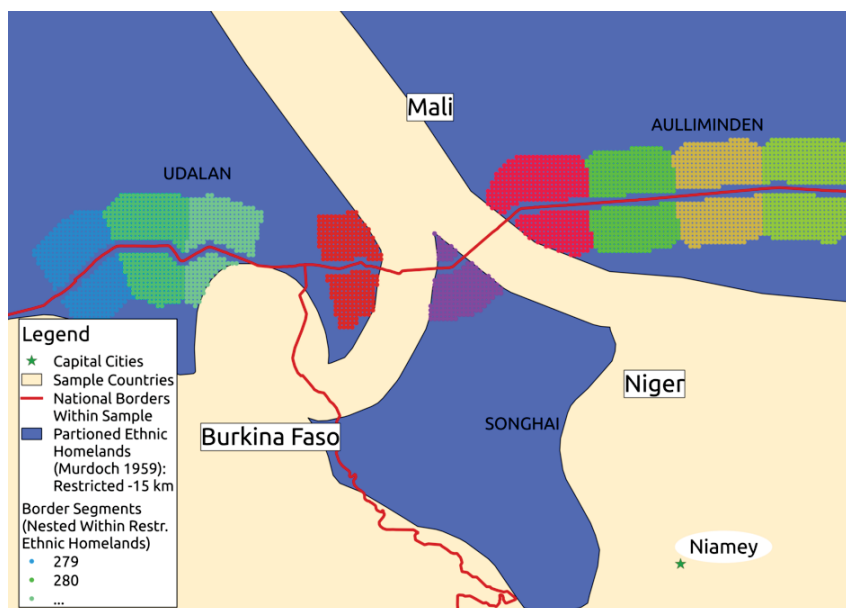 Mali
AULLIMINDEN
UDALAN
Legend
Capital Cities
Sample Countries
National Borders
Within Sample
Partioned Ethnic
Homelands
(Murdoch 1959):
Restricted -15 km
Border Segments
(Nested Within Restr.
Ethnic Homelands)
279
280
...
Niger
Burkina Faso
SONGHAI
Niamey